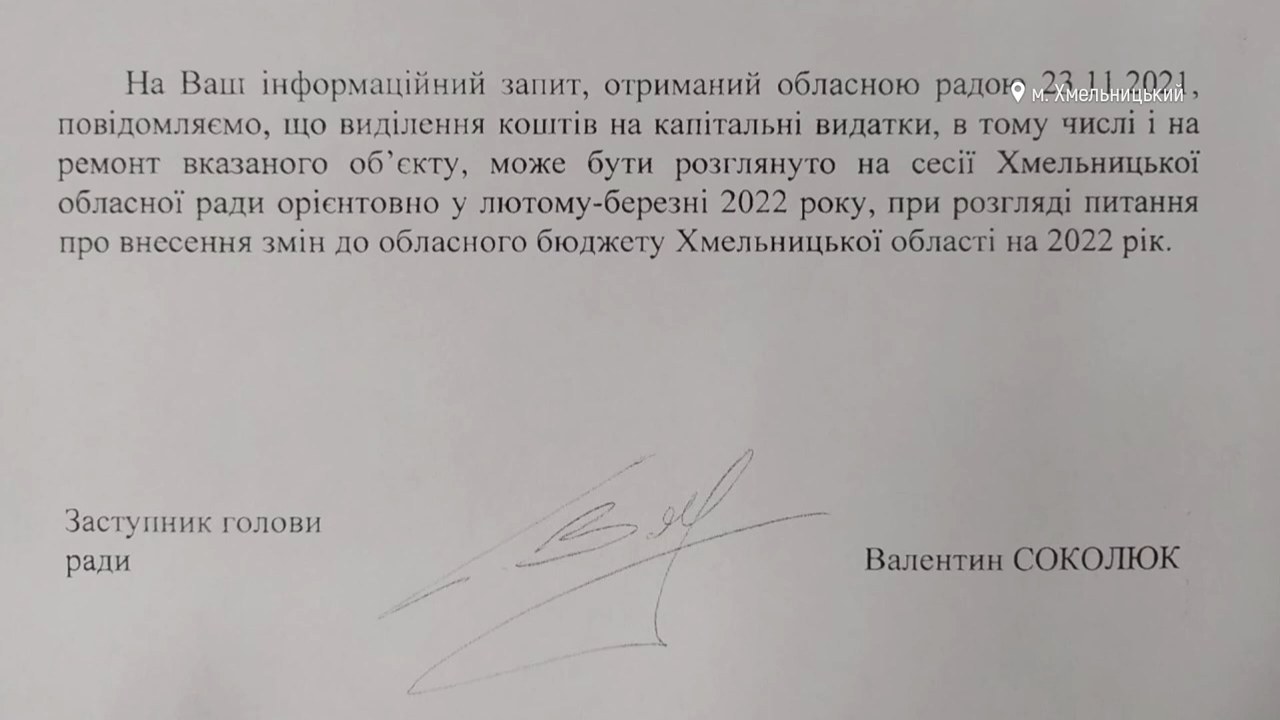 На Ваш інформаційний запит, отриманий обласною радою 23.11.2021,
м. Хмельницький
повідомляємо, що виділення коштів на капітальні видатки, в тому числі і на
ремонт вказаного об’єкту, може бути розглянуто на сесії Хмельницької
обласної ради орієнтовно у лютому-березні 2022 року, при розгляді питання
про внесення змін до обласного бюджету Хмельницької області на 2022 рік.
Заступник голови
ради
Валентин СОКОЛЮК